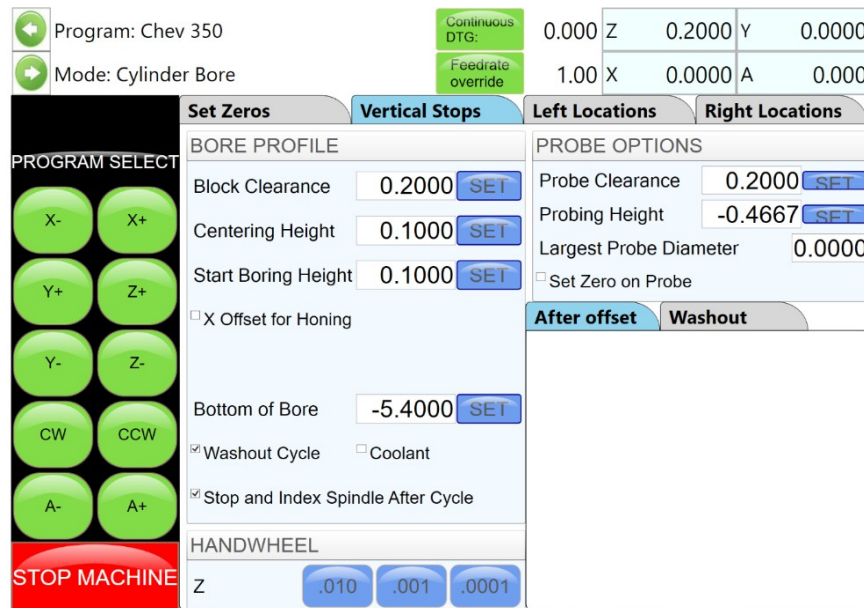 Program: Chev 350
Continuous DTG:
0.000 Z 0.2000 Y 0.0000
Mode: Cylinder Bore
Feedrate override
1.00 X 0.0000 A 0.000
Set Zeros
Vertical Stops
Left Locations
Right Locations
PROGRAM SELECT
X- X+
Y+ Z+
Y- Z-
CW CCW
A- A+
STOP MACHINE
BORE PROFILE
Block Clearance 0.2000 SET
Centering Height 0.1000 SET
Start Boring Height 0.1000 SET
X Offset for Honing
Bottom of Bore -5.4000 SET
Washout Cycle
Coolant
Stop and Index Spindle After Cycle
HANDWHEEL
Z .010 .001 .0001
PROBE OPTIONS
Probe Clearance 0.2000 SET
Probing Height -0.4667 SET
Largest Probe Diameter 0.0000
Set Zero on Probe
After offset
Washout